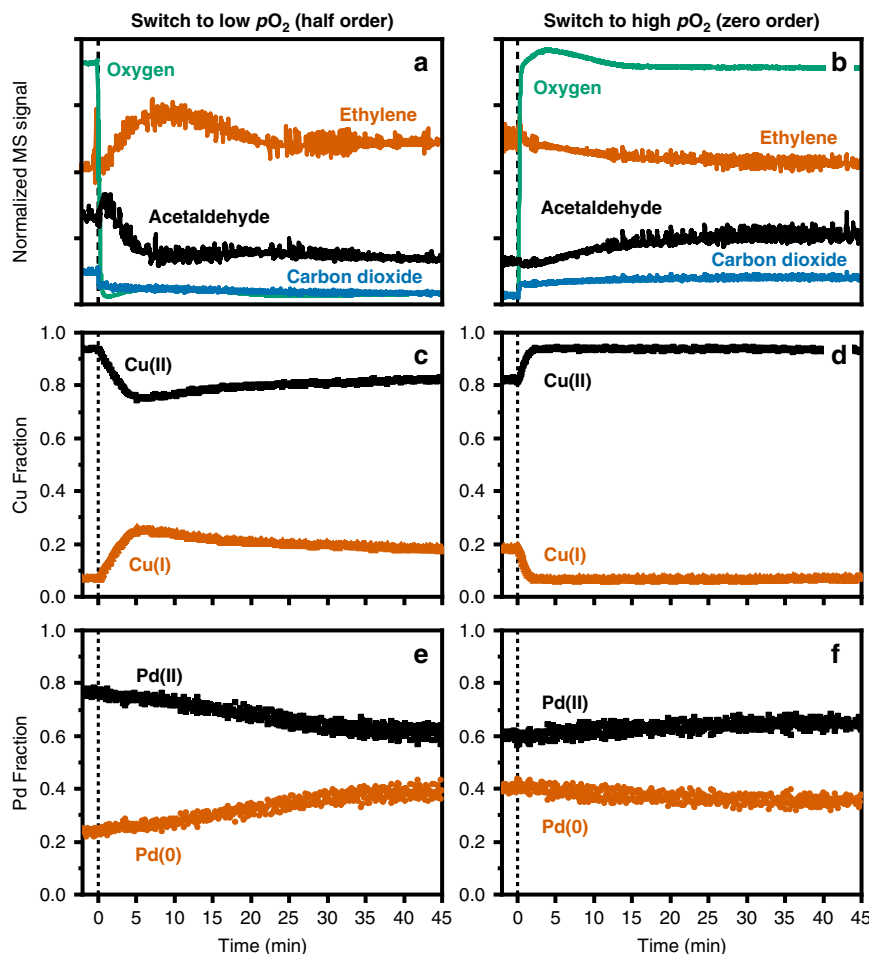 Switch to low pO₂ (half order)
Switch to high pO₂ (zero order)
Normalized MS signal
a
Oxygen
Ethylene
Acetaldehyde
Carbon dioxide
b
Oxygen
Ethylene
Acetaldehyde
Carbon dioxide
Cu Fraction
1.0
0.8
0.6
0.4
0.2
0.0
c
Cu(II)
Cu(I)
1.0
0.8
0.6
0.4
0.2
0.0
d
Cu(II)
Cu(I)
Pd Fraction
1.0
0.8
0.6
0.4
0.2
0.0
e
Pd(II)
Pd(0)
0 5 10 15 20 25 30 35 40 45
Time (min)
1.0
0.8
0.6
0.4
0.2
0.0
f
Pd(II)
Pd(0)
0 5 10 15 20 25 30 35 40 45
Time (min)